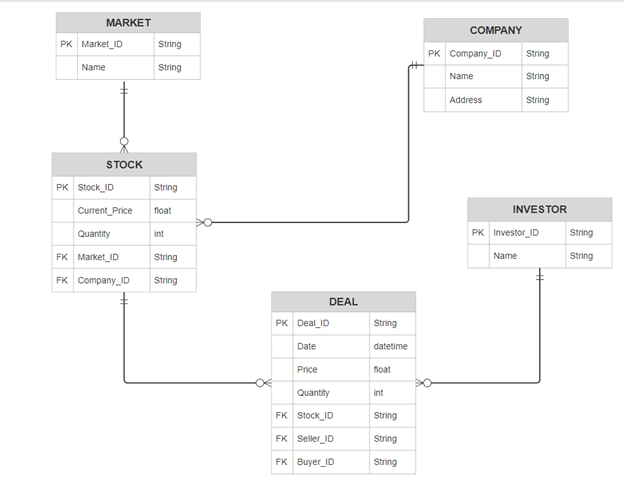 MARKET
PK Market_ID String
Name String
COMPANY
PK Company_ID String
Name String
Address String
STOCK
PK Stock_ID String
Current_Price float
Quantity int
FK Market_ID String
FK Company_ID String
INVESTOR
PK Investor_ID String
Name String
DEAL
PK Deal_ID String
Date datetime
Price float
Quantity int
FK Stock_ID String
FK Seller_ID String
FK Buyer_ID String